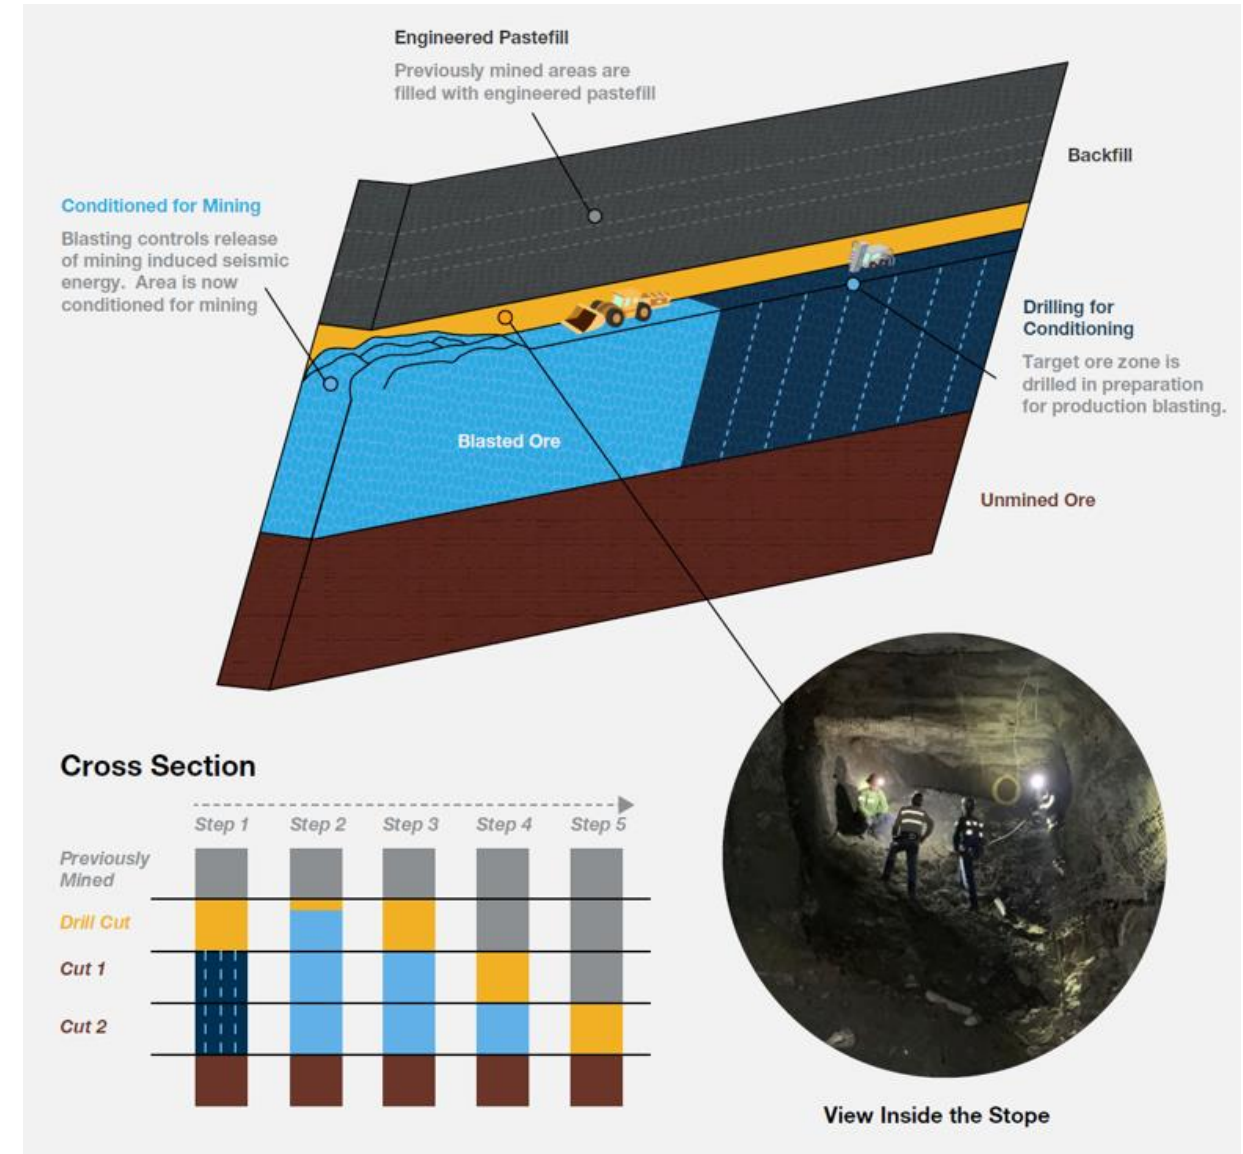 Engineered Pastefill
Previously mined areas are
filled with engineered pastefill
Backfill
Conditioned for Mining
Blasting controls release
of mining induced seismic
energy.  Area is now
conditioned for mining
Drilling for
Conditioning
Target ore zone is
drilled in preparation
for production blasting.
Blasted Ore
Unmined Ore
Cross Section
Step 1 Step 2 Step 3 Step 4 Step 5
Previously
Mined
Drill Cut
Cut 1
Cut 2
View Inside the Stope